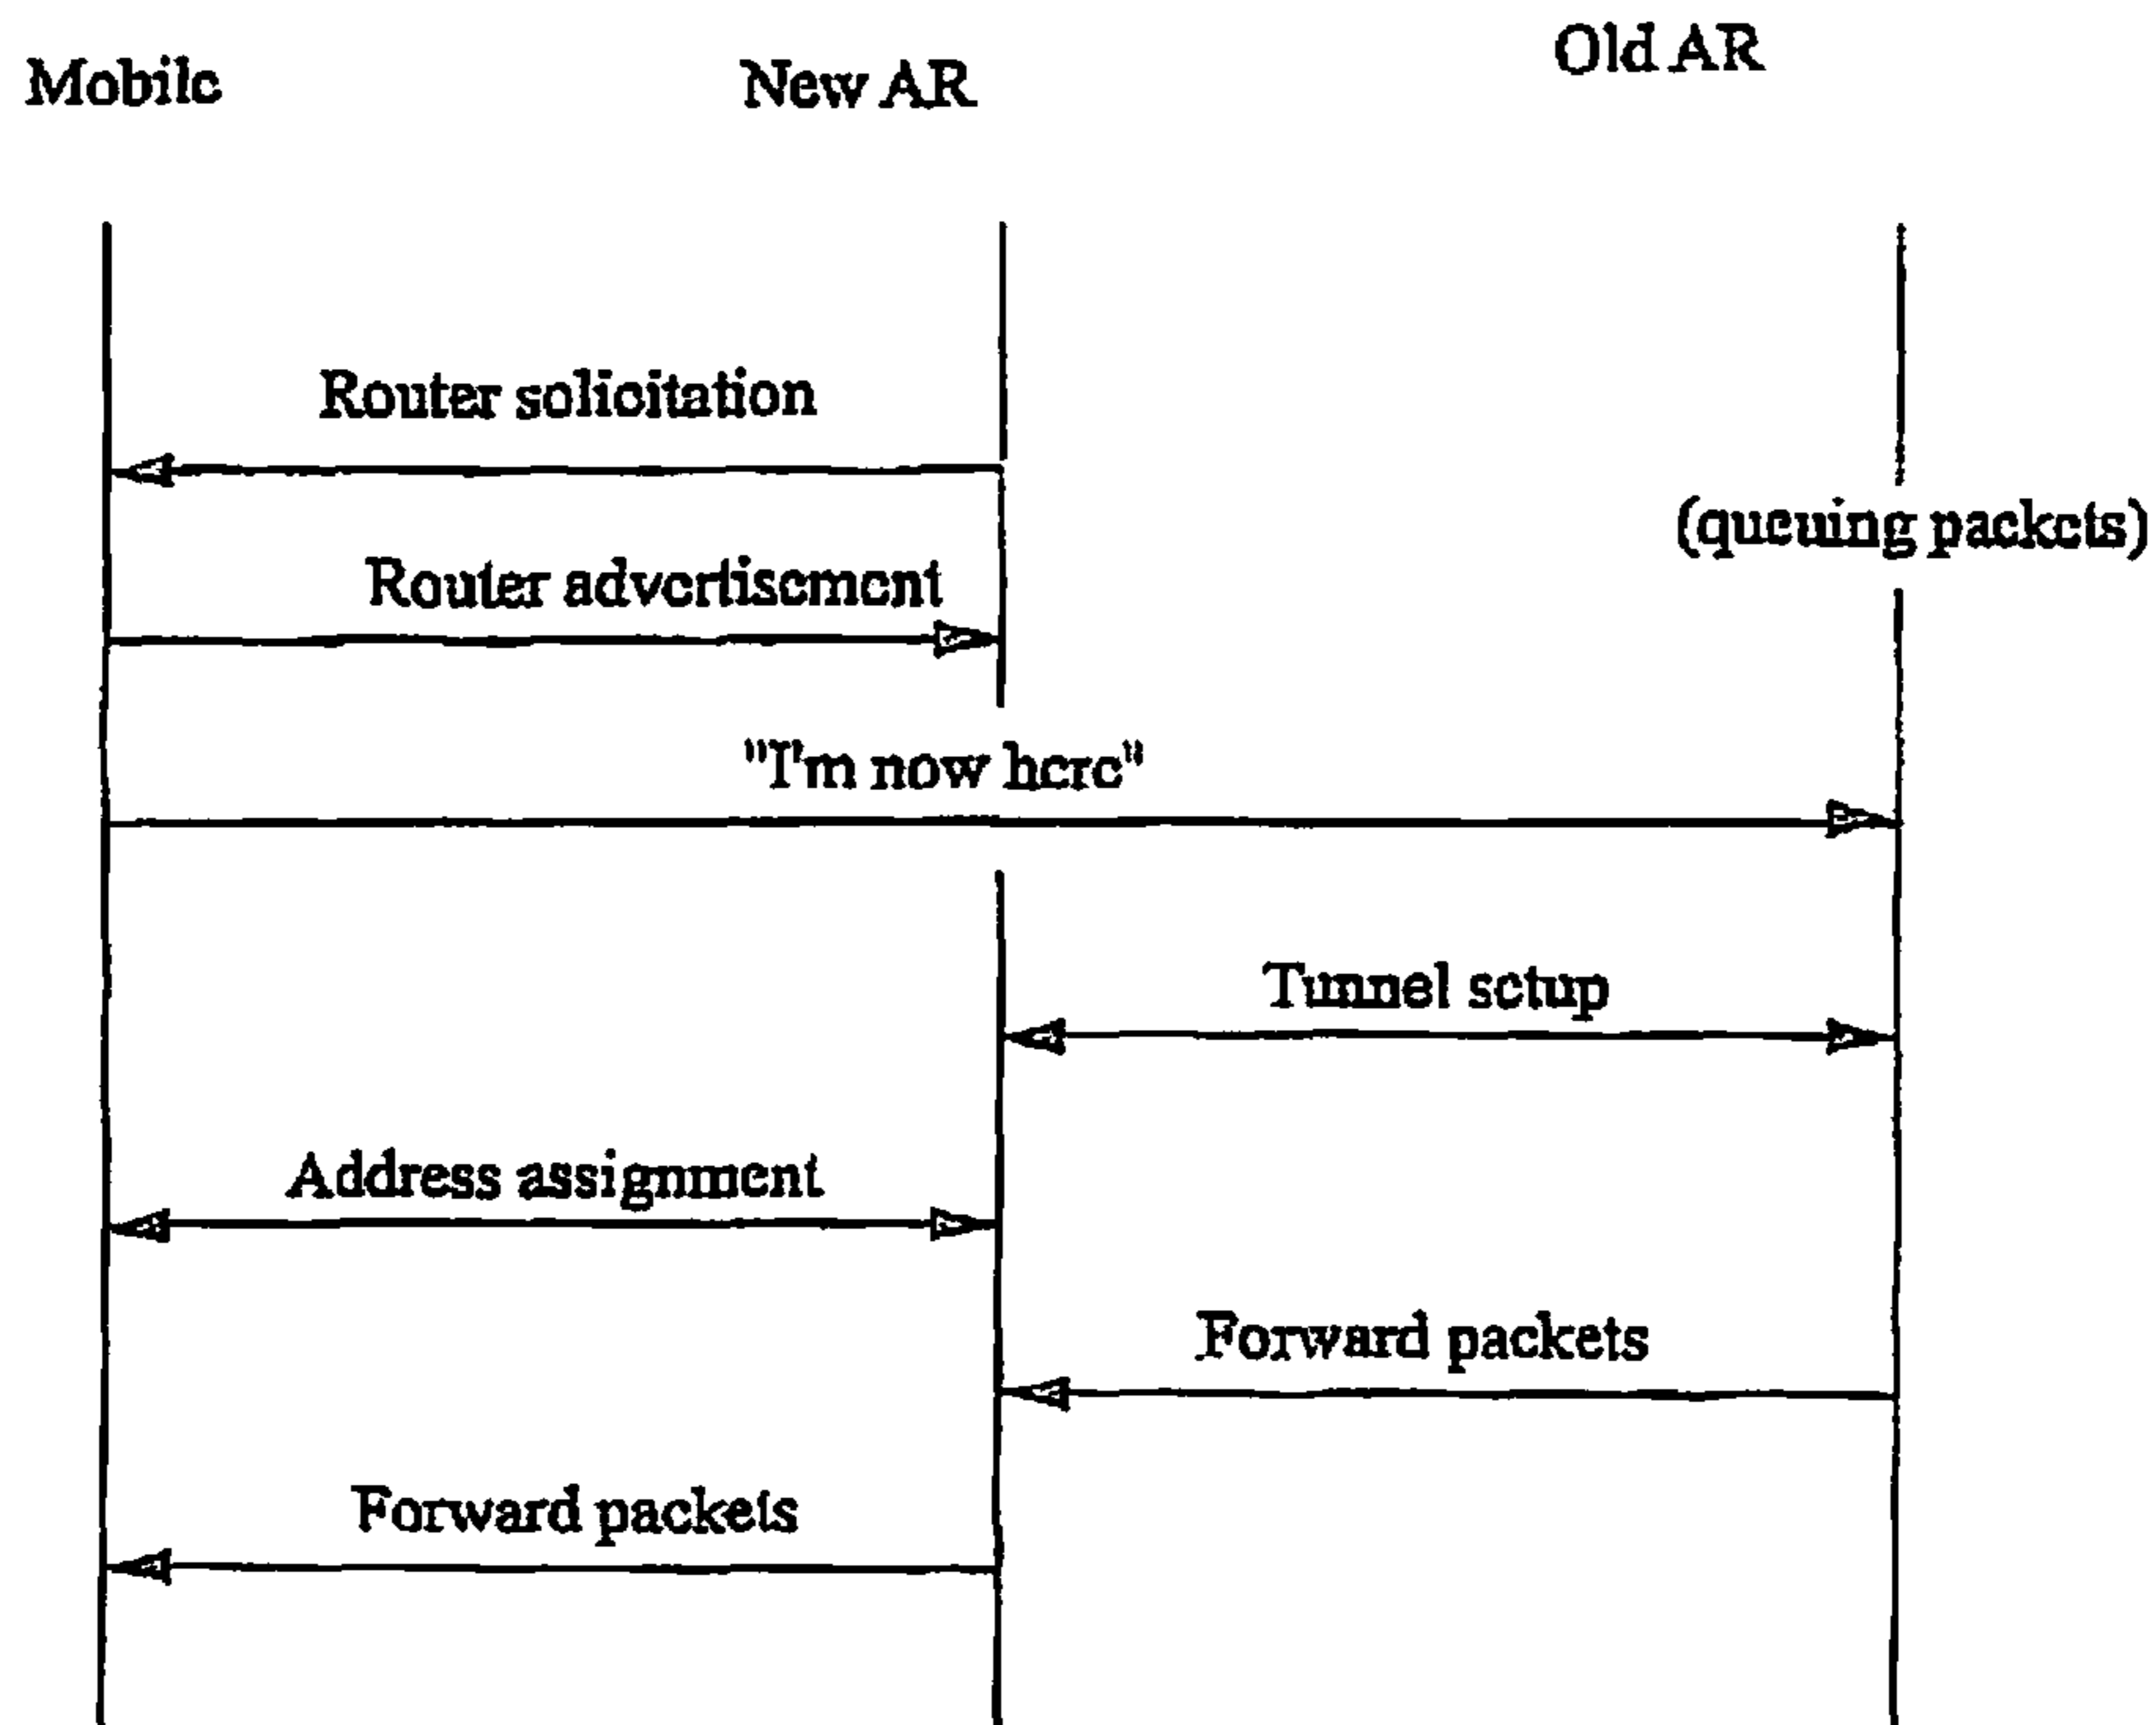 Mobile
New AR
Old AR
Router solicitation
(queuing packets)
Router advertisement
"I'm now here"
Tunnel setup
Address assignment
Forward packets
Forward packets